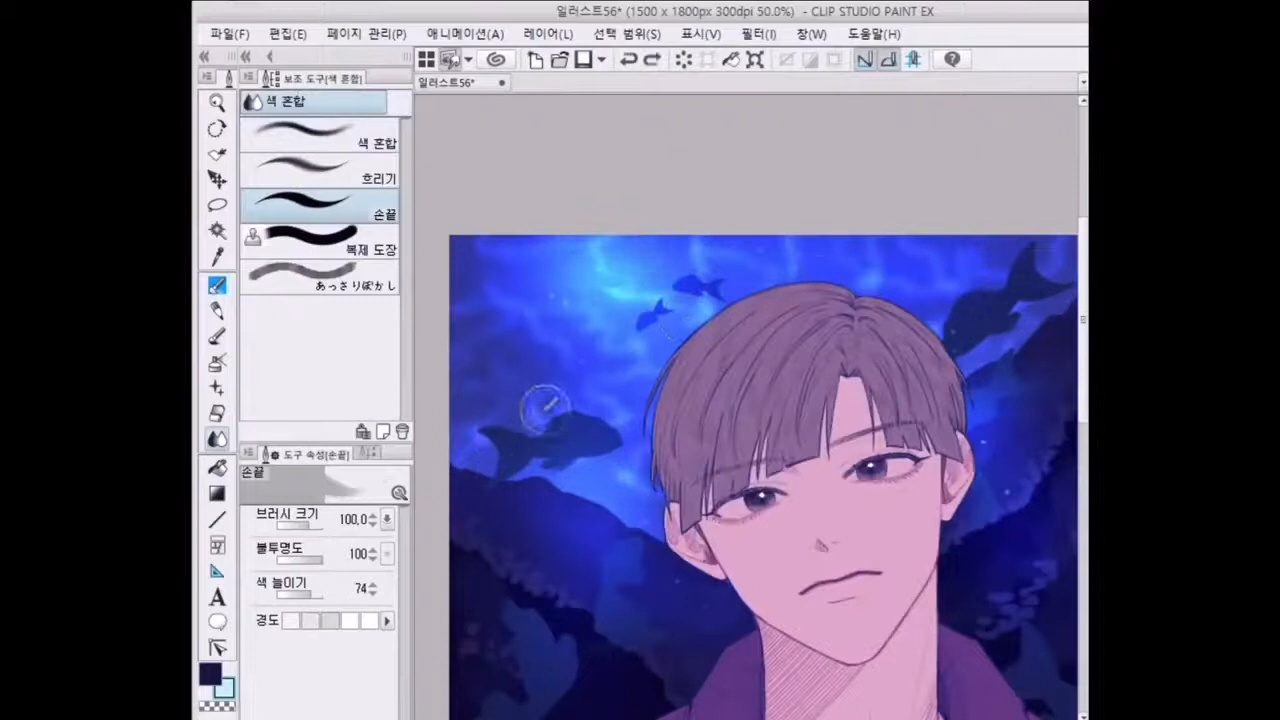 일러스트56* (1500 x 1800px 300dpi 50.0%) - CLIP STUDIO PAINT EX
파일(F) 편집(E) 페이지 관리(P) 애니메이션(A) 레이어(L) 선택 범위(S) 표시(V) 필터(I) 창(W) 도움말(H)
보조 도구[색 혼합]
일러스트56*
색 혼합
색 혼합
흐리기
손끝
복제 도장
あっさりぼかし
도구 속성[손끝]
손끝
브러시 크기 100.0
불투명도 100
색 늘이기 74
경도